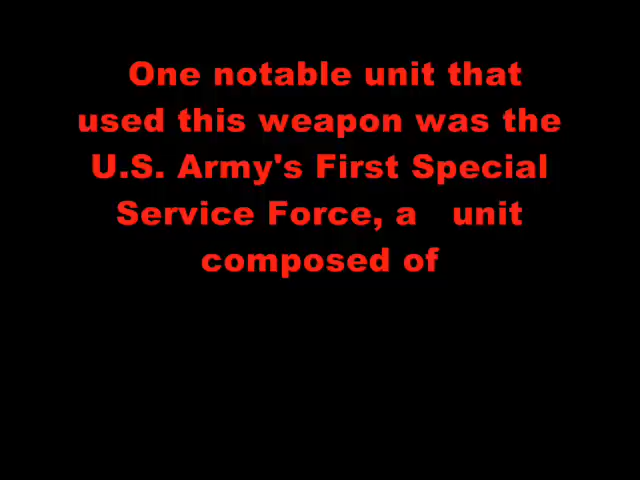 One notable unit that
used this weapon was the
U.S. Army's First Special
Service Force, a unit
composed of